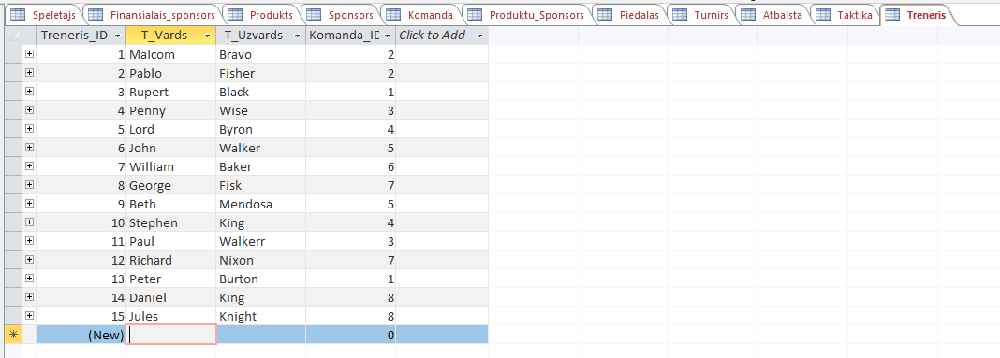 Speletajs Finansialais_sponsors Produkts Sponsors Komanda Produktu_Sponsors Piedalas Turnirs Atbalsta Taktika Treneris
Treneris_ID T_Vards T_Uzvards Komanda_ID Click to Add
1 Malcom Bravo 2
2 Pablo Fisher 2
3 Rupert Black 1
4 Penny Wise 3
5 Lord Byron 4
6 John Walker 5
7 William Baker 6
8 George Fisk 7
9 Beth Mendosa 5
10 Stephen King 4
11 Paul Walkerr 3
12 Richard Nixon 7
13 Peter Burton 1
14 Daniel King 8
15 Jules Knight 8
(New) 0